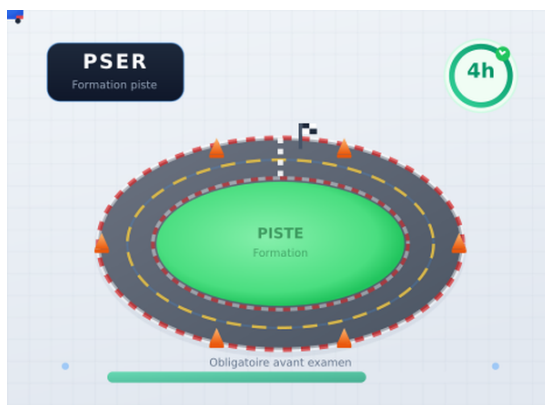 PSER
Formation piste
4h
PISTE
Formation
Obligatoire avant examen